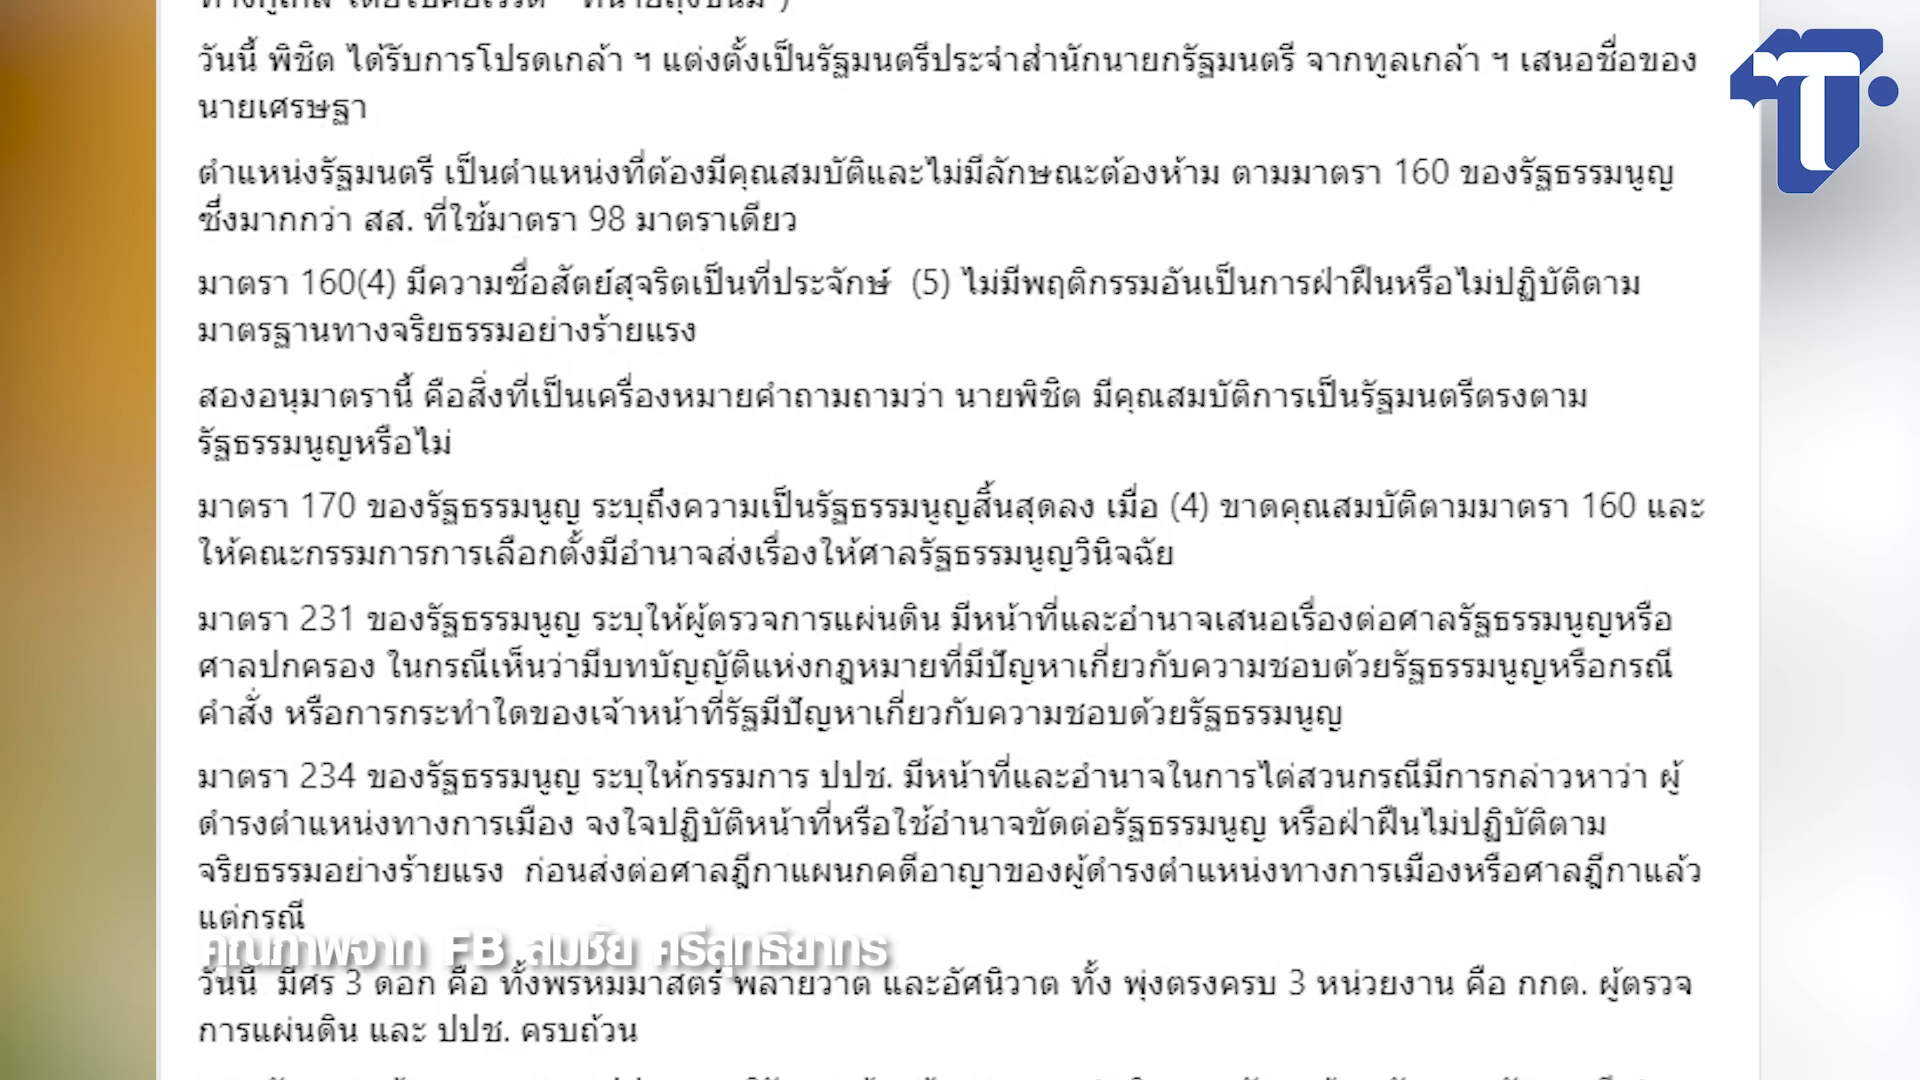 วันนี้ พิชิต ได้รับการโปรดเกล้า ฯ แต่งตั้งเป็นรัฐมนตรีประจำสำนักนายกรัฐมนตรี จากทูลเกล้า ฯ เสนอชื่อของ
นายเศรษฐา
ตำแหน่งรัฐมนตรี เป็นตำแหน่งที่ต้องมีคุณสมบัติและไม่มีลักษณะต้องห้าม ตามมาตรา 160 ของรัฐธรรมนูญ
ซึ่งมากกว่า สส. ที่ใช้มาตรา 98 มาตราเดียว
มาตรา 160(4) มีความซื่อสัตย์สุจริตเป็นที่ประจักษ์ (5) ไม่มีพฤติกรรมอันเป็นการฝ่าฝืนหรือไม่ปฏิบัติตาม
มาตรฐานทางจริยธรรมอย่างร้ายแรง
สองอนุมาตรานี้ คือสิ่งที่เป็นเครื่องหมายคำถามถามว่า นายพิชิต มีคุณสมบัติการเป็นรัฐมนตรีตรงตาม
รัฐธรรมนูญหรือไม่
มาตรา 170 ของรัฐธรรมนูญ ระบุถึงความเป็นรัฐธรรมนูญสิ้นสุดลง เมื่อ (4) ขาดคุณสมบัติตามมาตรา 160 และ
ให้คณะกรรมการการเลือกตั้งมีอำนาจส่งเรื่องให้ศาลรัฐธรรมนูญวินิจฉัย
มาตรา 231 ของรัฐธรรมนูญ ระบุให้ผู้ตรวจการแผ่นดิน มีหน้าที่และอำนาจเสนอเรื่องต่อศาลรัฐธรรมนูญหรือ
ศาลปกครอง ในกรณีเห็นว่ามีบทบัญญัติแห่งกฎหมายที่มีปัญหาเกี่ยวกับความชอบด้วยรัฐธรรมนูญหรือกรณี
คำสั่ง หรือการกระทำใดของเจ้าหน้าที่รัฐมีปัญหาเกี่ยวกับความชอบด้วยรัฐธรรมนูญ
มาตรา 234 ของรัฐธรรมนูญ ระบุให้กรรมการ ปปช. มีหน้าที่และอำนาจในการไต่สวนกรณีมีการกล่าวหาว่า ผู้
ดำรงตำแหน่งทางการเมือง จงใจปฏิบัติหน้าที่หรือใช้อำนาจขัดต่อรัฐธรรมนูญ หรือฝ่าฝืนไม่ปฏิบัติตาม
จริยธรรมอย่างร้ายแรง ก่อนส่งต่อศาลฎีกาแผนกคดีอาญาของผู้ดำรงตำแหน่งทางการเมืองหรือศาลฎีกาแล้ว
แต่กรณี
คุณภาพจาก FB สมชัย ศรีสุทธิยากร
วันนี้ มีศร 3 ดอก คือ ทั้งพรหมมาสตร์ พลายวาต และอัศนิวาต ทั้ง พุ่งตรงครบ 3 หน่วยงาน คือ กกต. ผู้ตรวจ
การแผ่นดิน และ ปปช. ครบถ้วน